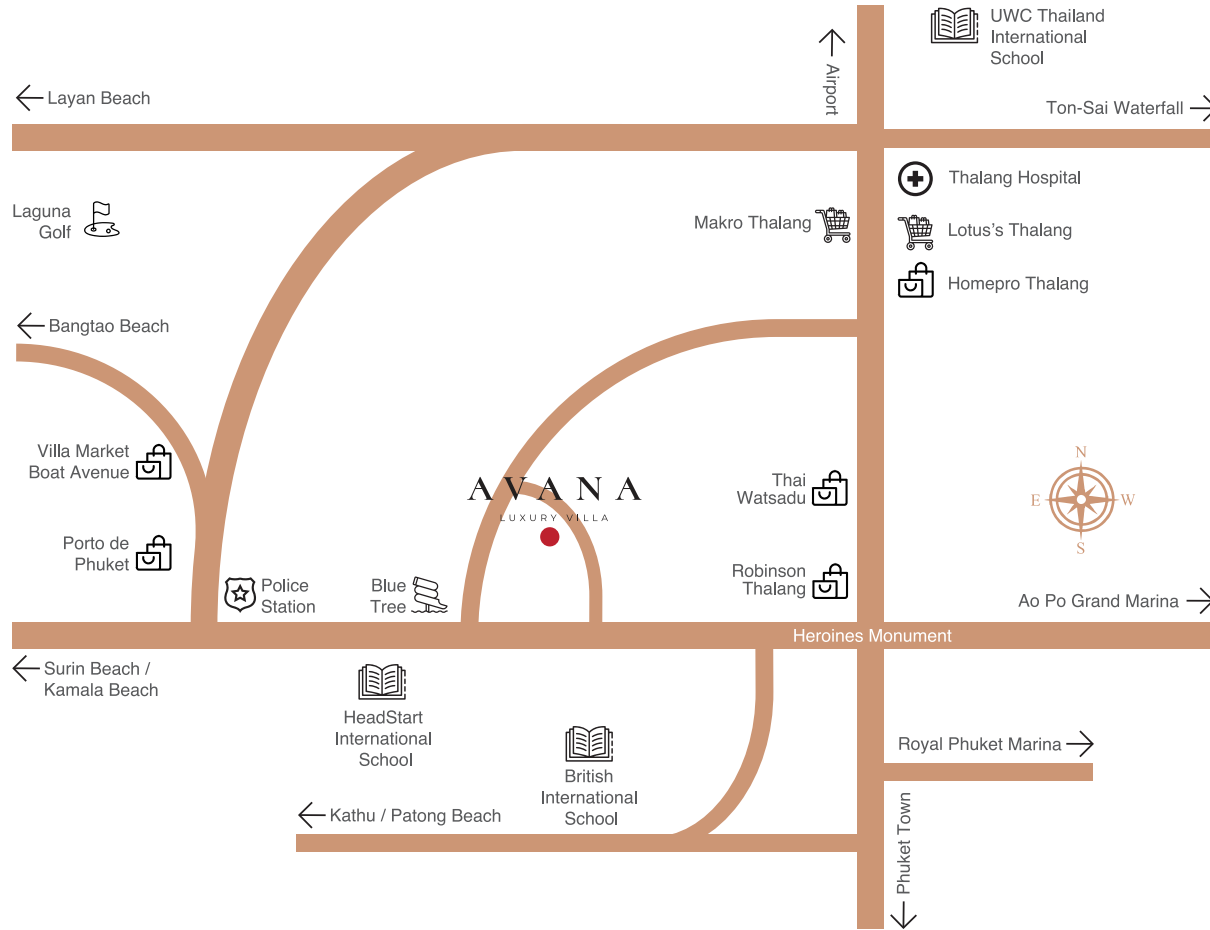 UWC Thailand
International
School
Airport
Layan Beach
Ton-Sai Waterfall
Thalang Hospital
Laguna
Golf
Makro Thalang
Lotus's Thalang
Homepro Thalang
Bangtao Beach
Villa Market
Boat Avenue
AVANA
LUXURY VILLA
Thai
Watsadu
N
E
W
S
Porto de
Phuket
Police
Station
Blue
Tree
Robinson
Thalang
Ao Po Grand Marina
Heroines Monument
Surin Beach /
Kamala Beach
HeadStart
International
School
British
International
School
Royal Phuket Marina
Kathu / Patong Beach
Phuket Town